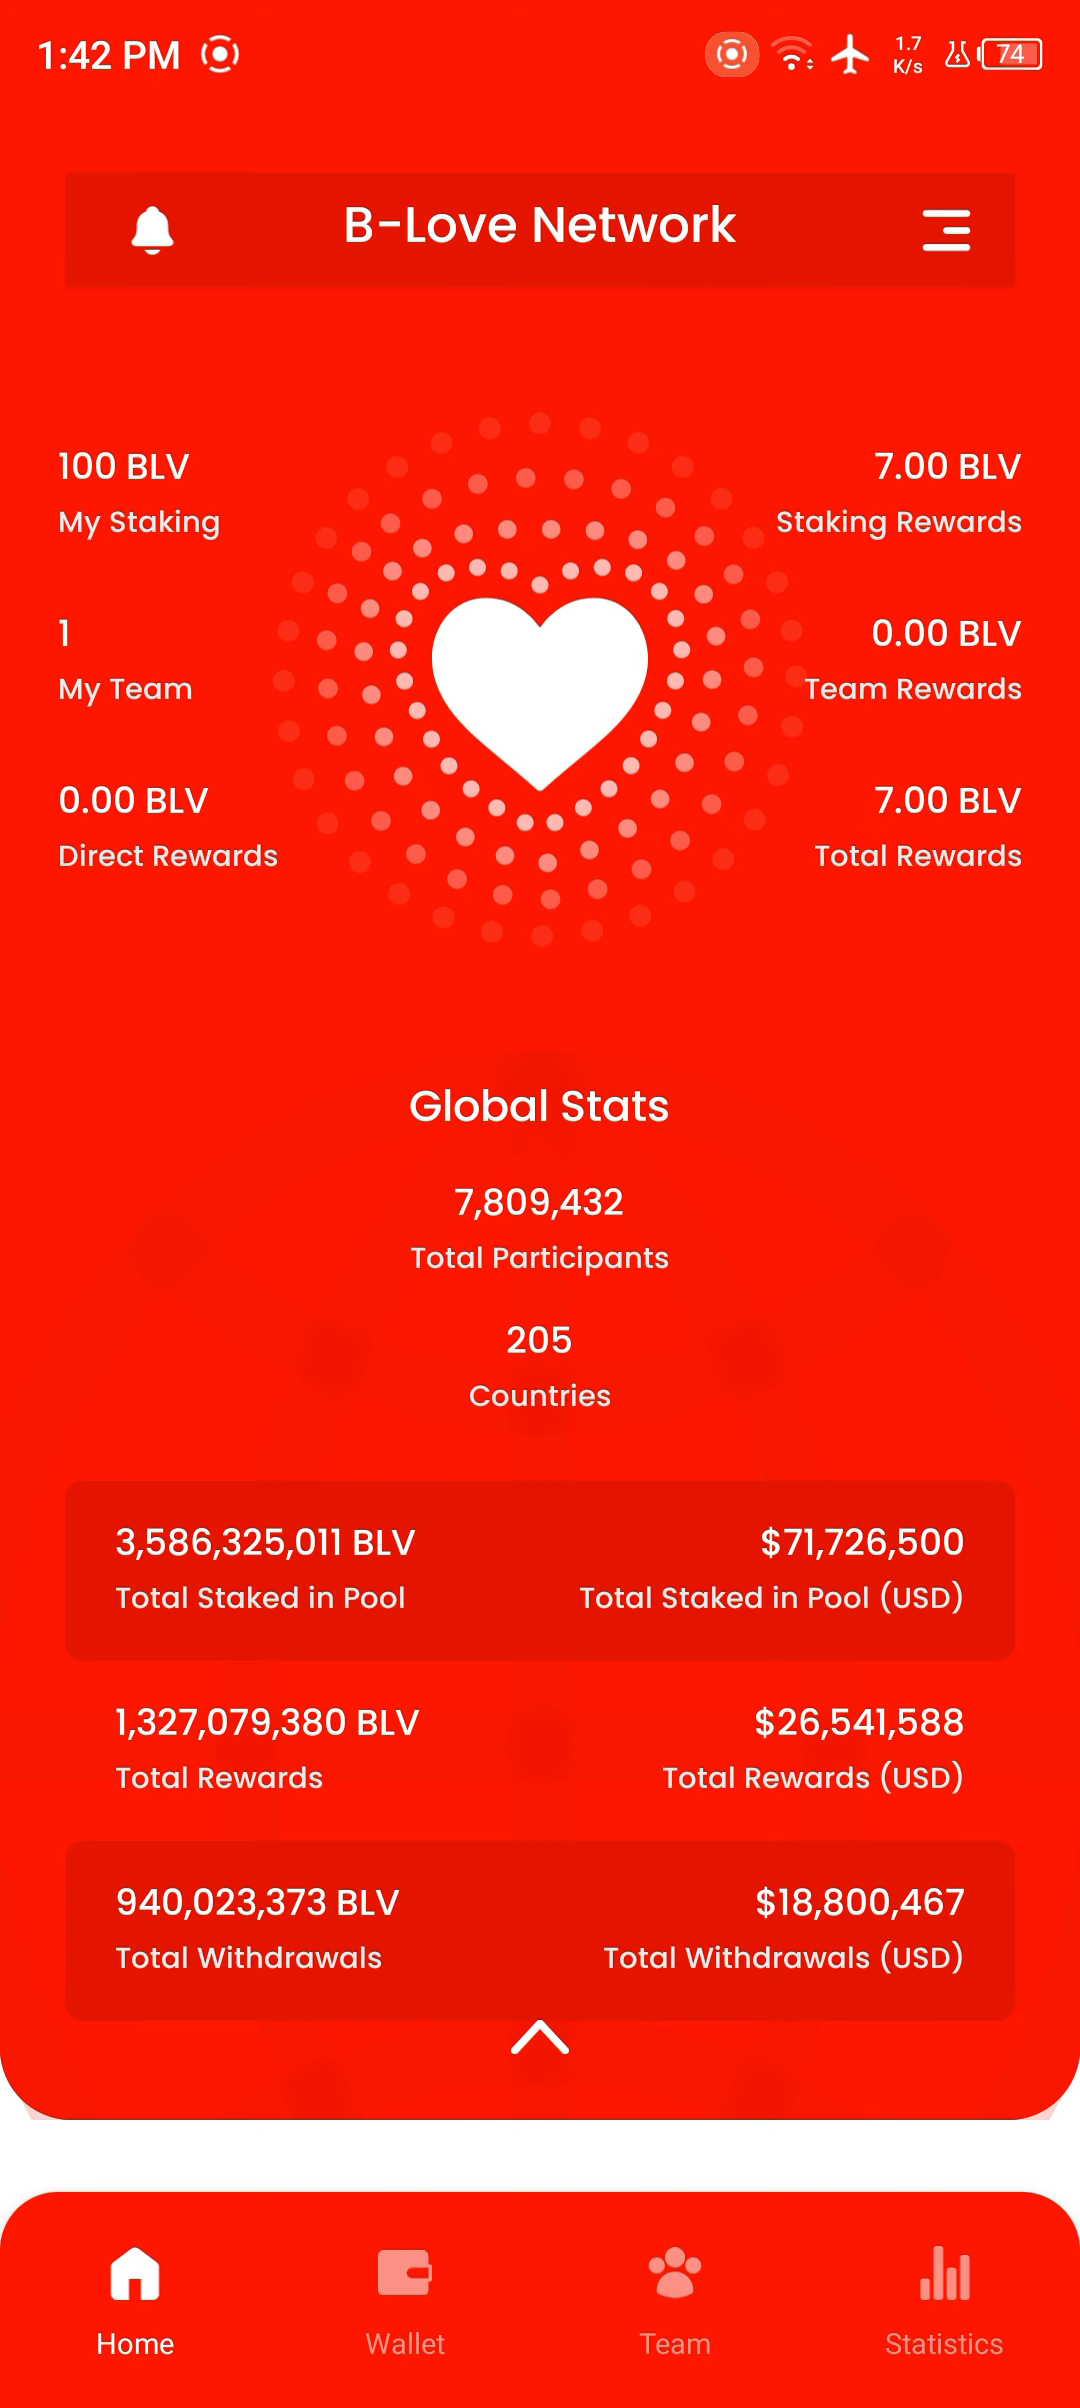 1:42 PM
1.7
K/s
74
B-Love Network
100 BLV
My Staking
7.00 BLV
Staking Rewards
1
My Team
0.00 BLV
Team Rewards
0.00 BLV
Direct Rewards
7.00 BLV
Total Rewards
Global Stats
7,809,432
Total Participants
205
Countries
3,586,325,011 BLV
Total Staked in Pool
$71,726,500
Total Staked in Pool (USD)
1,327,079,380 BLV
Total Rewards
$26,541,588
Total Rewards (USD)
940,023,373 BLV
Total Withdrawals
$18,800,467
Total Withdrawals (USD)
Home
Wallet
Team
Statistics